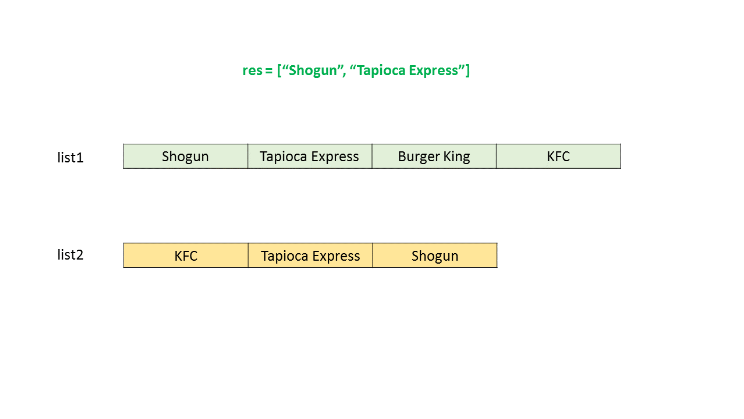 res = [“Shogun”, “Tapioca Express”]
list1 Shogun Tapioca Express Burger King KFC
list2 KFC Tapioca Express Shogun